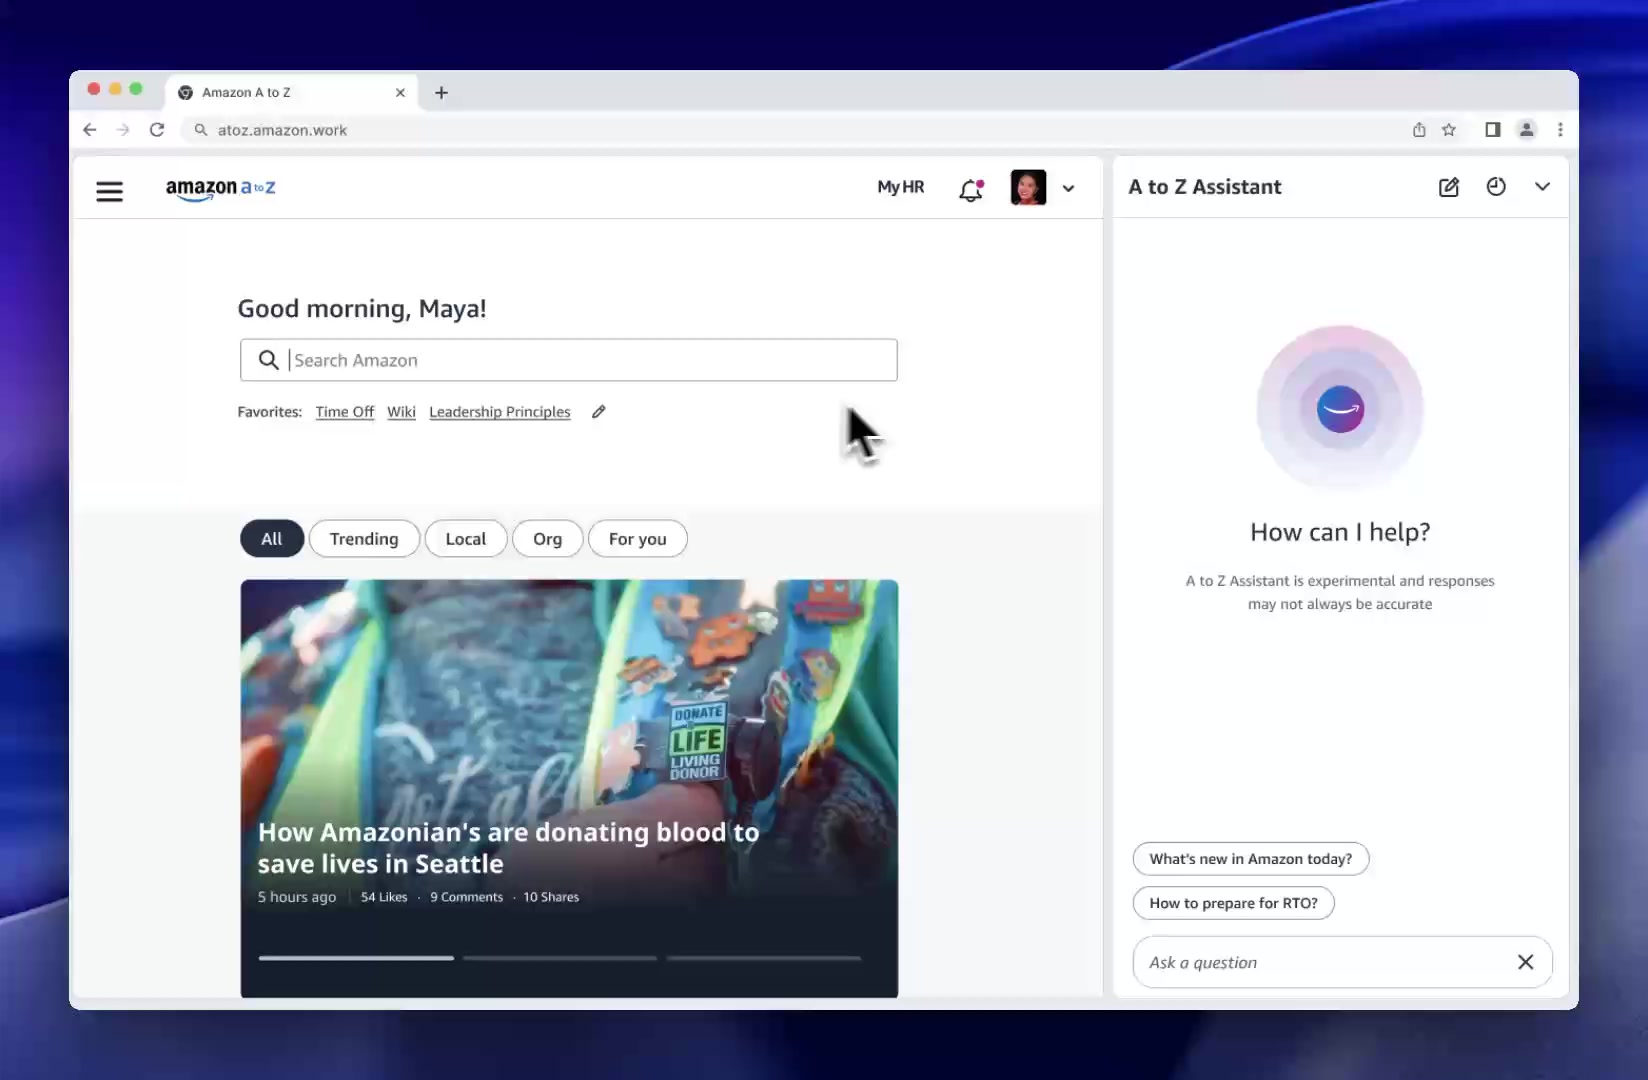 Amazon A to Z
atoz.amazon.work
amazon a to Z
My HR
Good morning, Maya!
Search Amazon
Favorites: Time Off Wiki Leadership Principles
All Trending Local Org For you
DONATE
LIFE
LIVING
DONOR
How Amazonian's are donating blood to
save lives in Seattle
5 hours ago 54 Likes · 9 Comments · 10 Shares
A to Z Assistant
How can I help?
A to Z Assistant is experimental and responses
may not always be accurate
What's new in Amazon today?
How to prepare for RTO?
Ask a question